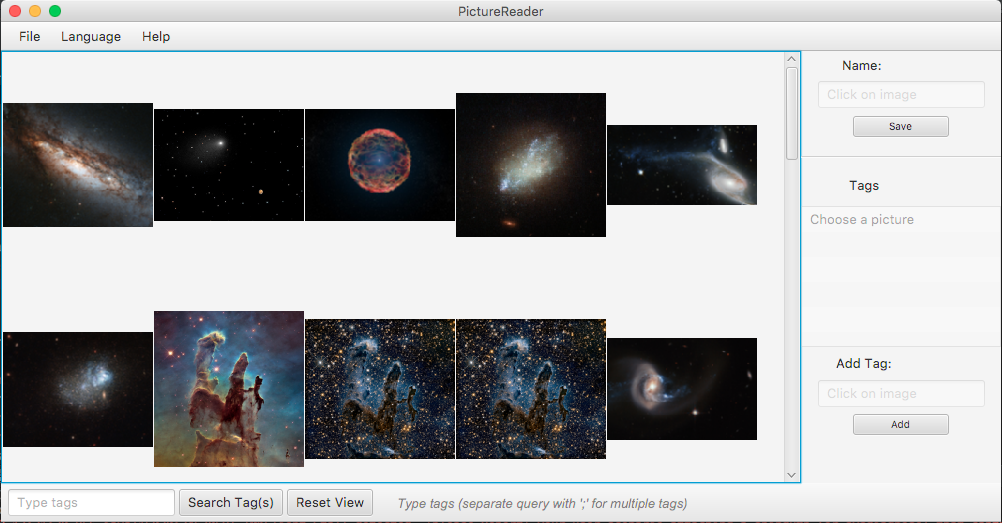 PictureReader
File Language Help
Name:
Click on image
Save
Tags
Choose a picture
Add Tag:
Click on image
Add
Type tags Search Tag(s) Reset View Type tags (separate query with ';' for multiple tags)